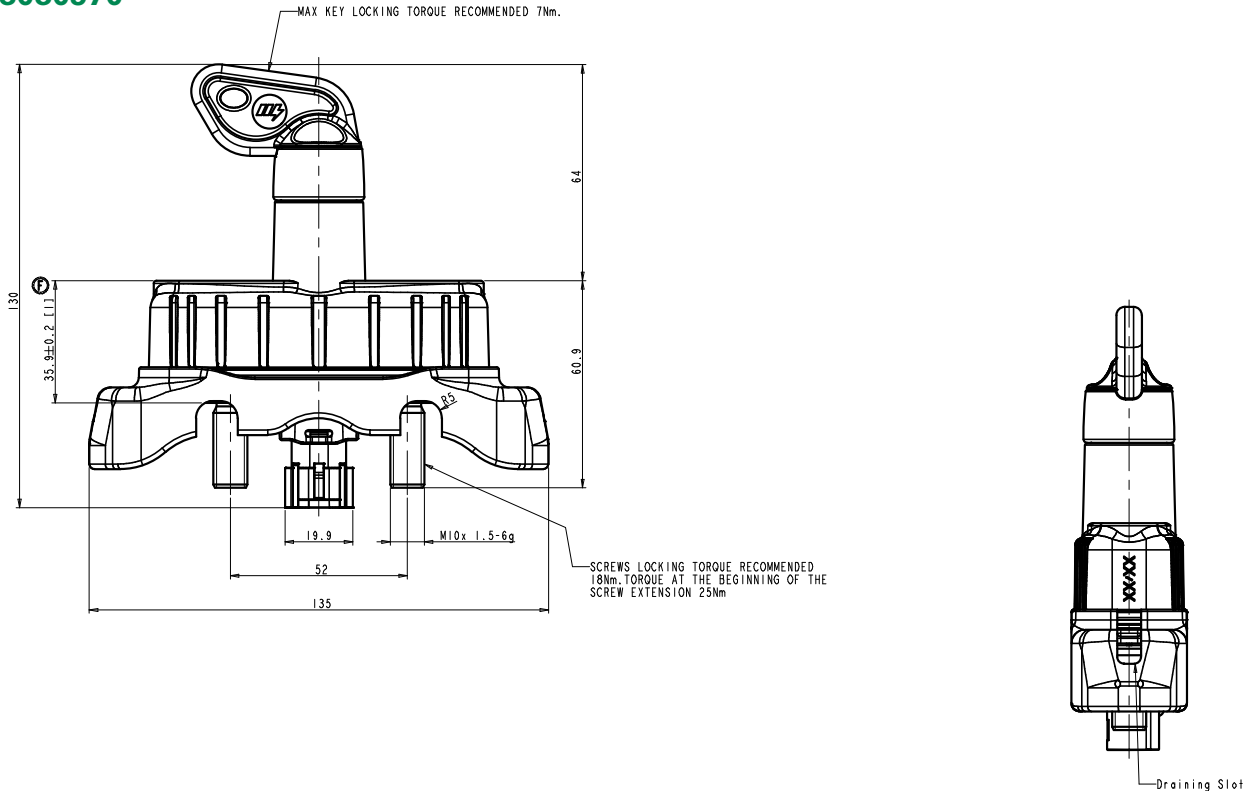 MAX KEY LOCKING TORQUE RECOMMENDED 7Nm.
130
64
F
35.9±0.2 [1]
60.9
R5
19.9
M10x 1.5-6g
52
135
SCREWS LOCKING TORQUE RECOMMENDED
18Nm.TORQUE AT THE BEGINNING OF THE
SCREW EXTENSION 25Nm
XX/XX
Draining Slot